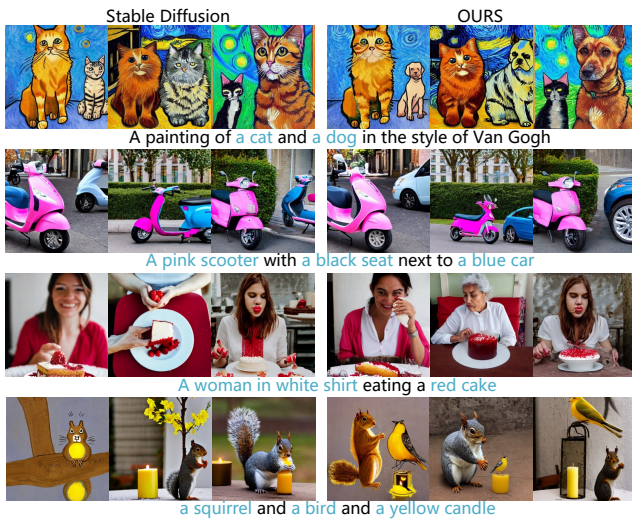 Stable Diffusion
OURS
A painting of a cat and a dog in the style of Van Gogh
A pink scooter with a black seat next to a blue car
A woman in white shirt eating a red cake
a squirrel and a bird and a yellow candle